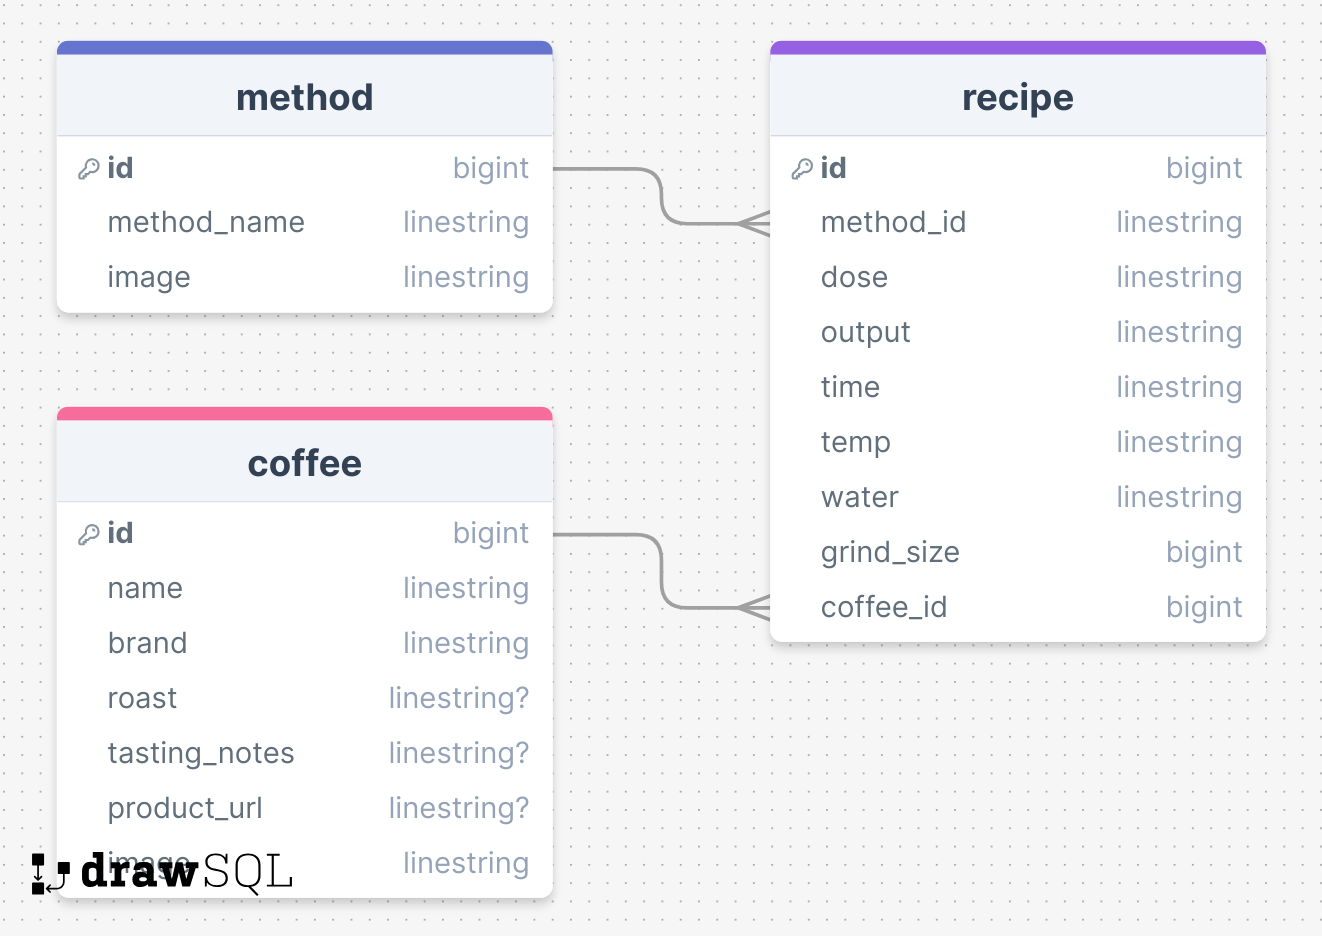 method
id bigint
method_name linestring
image linestring
recipe
id bigint
method_id linestring
dose linestring
output linestring
time linestring
temp linestring
water linestring
grind_size bigint
coffee_id bigint
coffee
id bigint
name linestring
brand linestring
roast linestring?
tasting_notes linestring?
product_url linestring?
image linestring
drawSQL